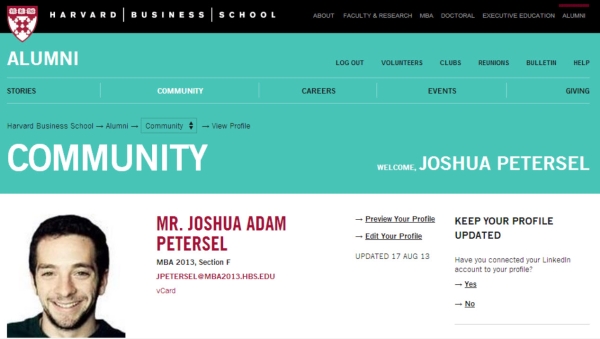 HARVARD | BUSINESS | SCHOOL
ABOUT FACULTY & RESEARCH MBA DOCTORAL EXECUTIVE EDUCATION ALUMNI
ALUMNI
LOG OUT VOLUNTEERS CLUBS REUNIONS BULLETIN HELP
STORIES COMMUNITY CAREERS EVENTS GIVING
Harvard Business School → Alumni → Community → View Profile
COMMUNITY
WELCOME, JOSHUA PETERSEL
MR. JOSHUA ADAM
PETERSEL
MBA 2013, Section F
JPETERSEL@MBA2013.HBS.EDU
vCard
→ Preview Your Profile
→ Edit Your Profile
UPDATED 17 AUG 13
KEEP YOUR PROFILE
UPDATED
Have you connected your LinkedIn
account to your profile?
→ Yes
→ No